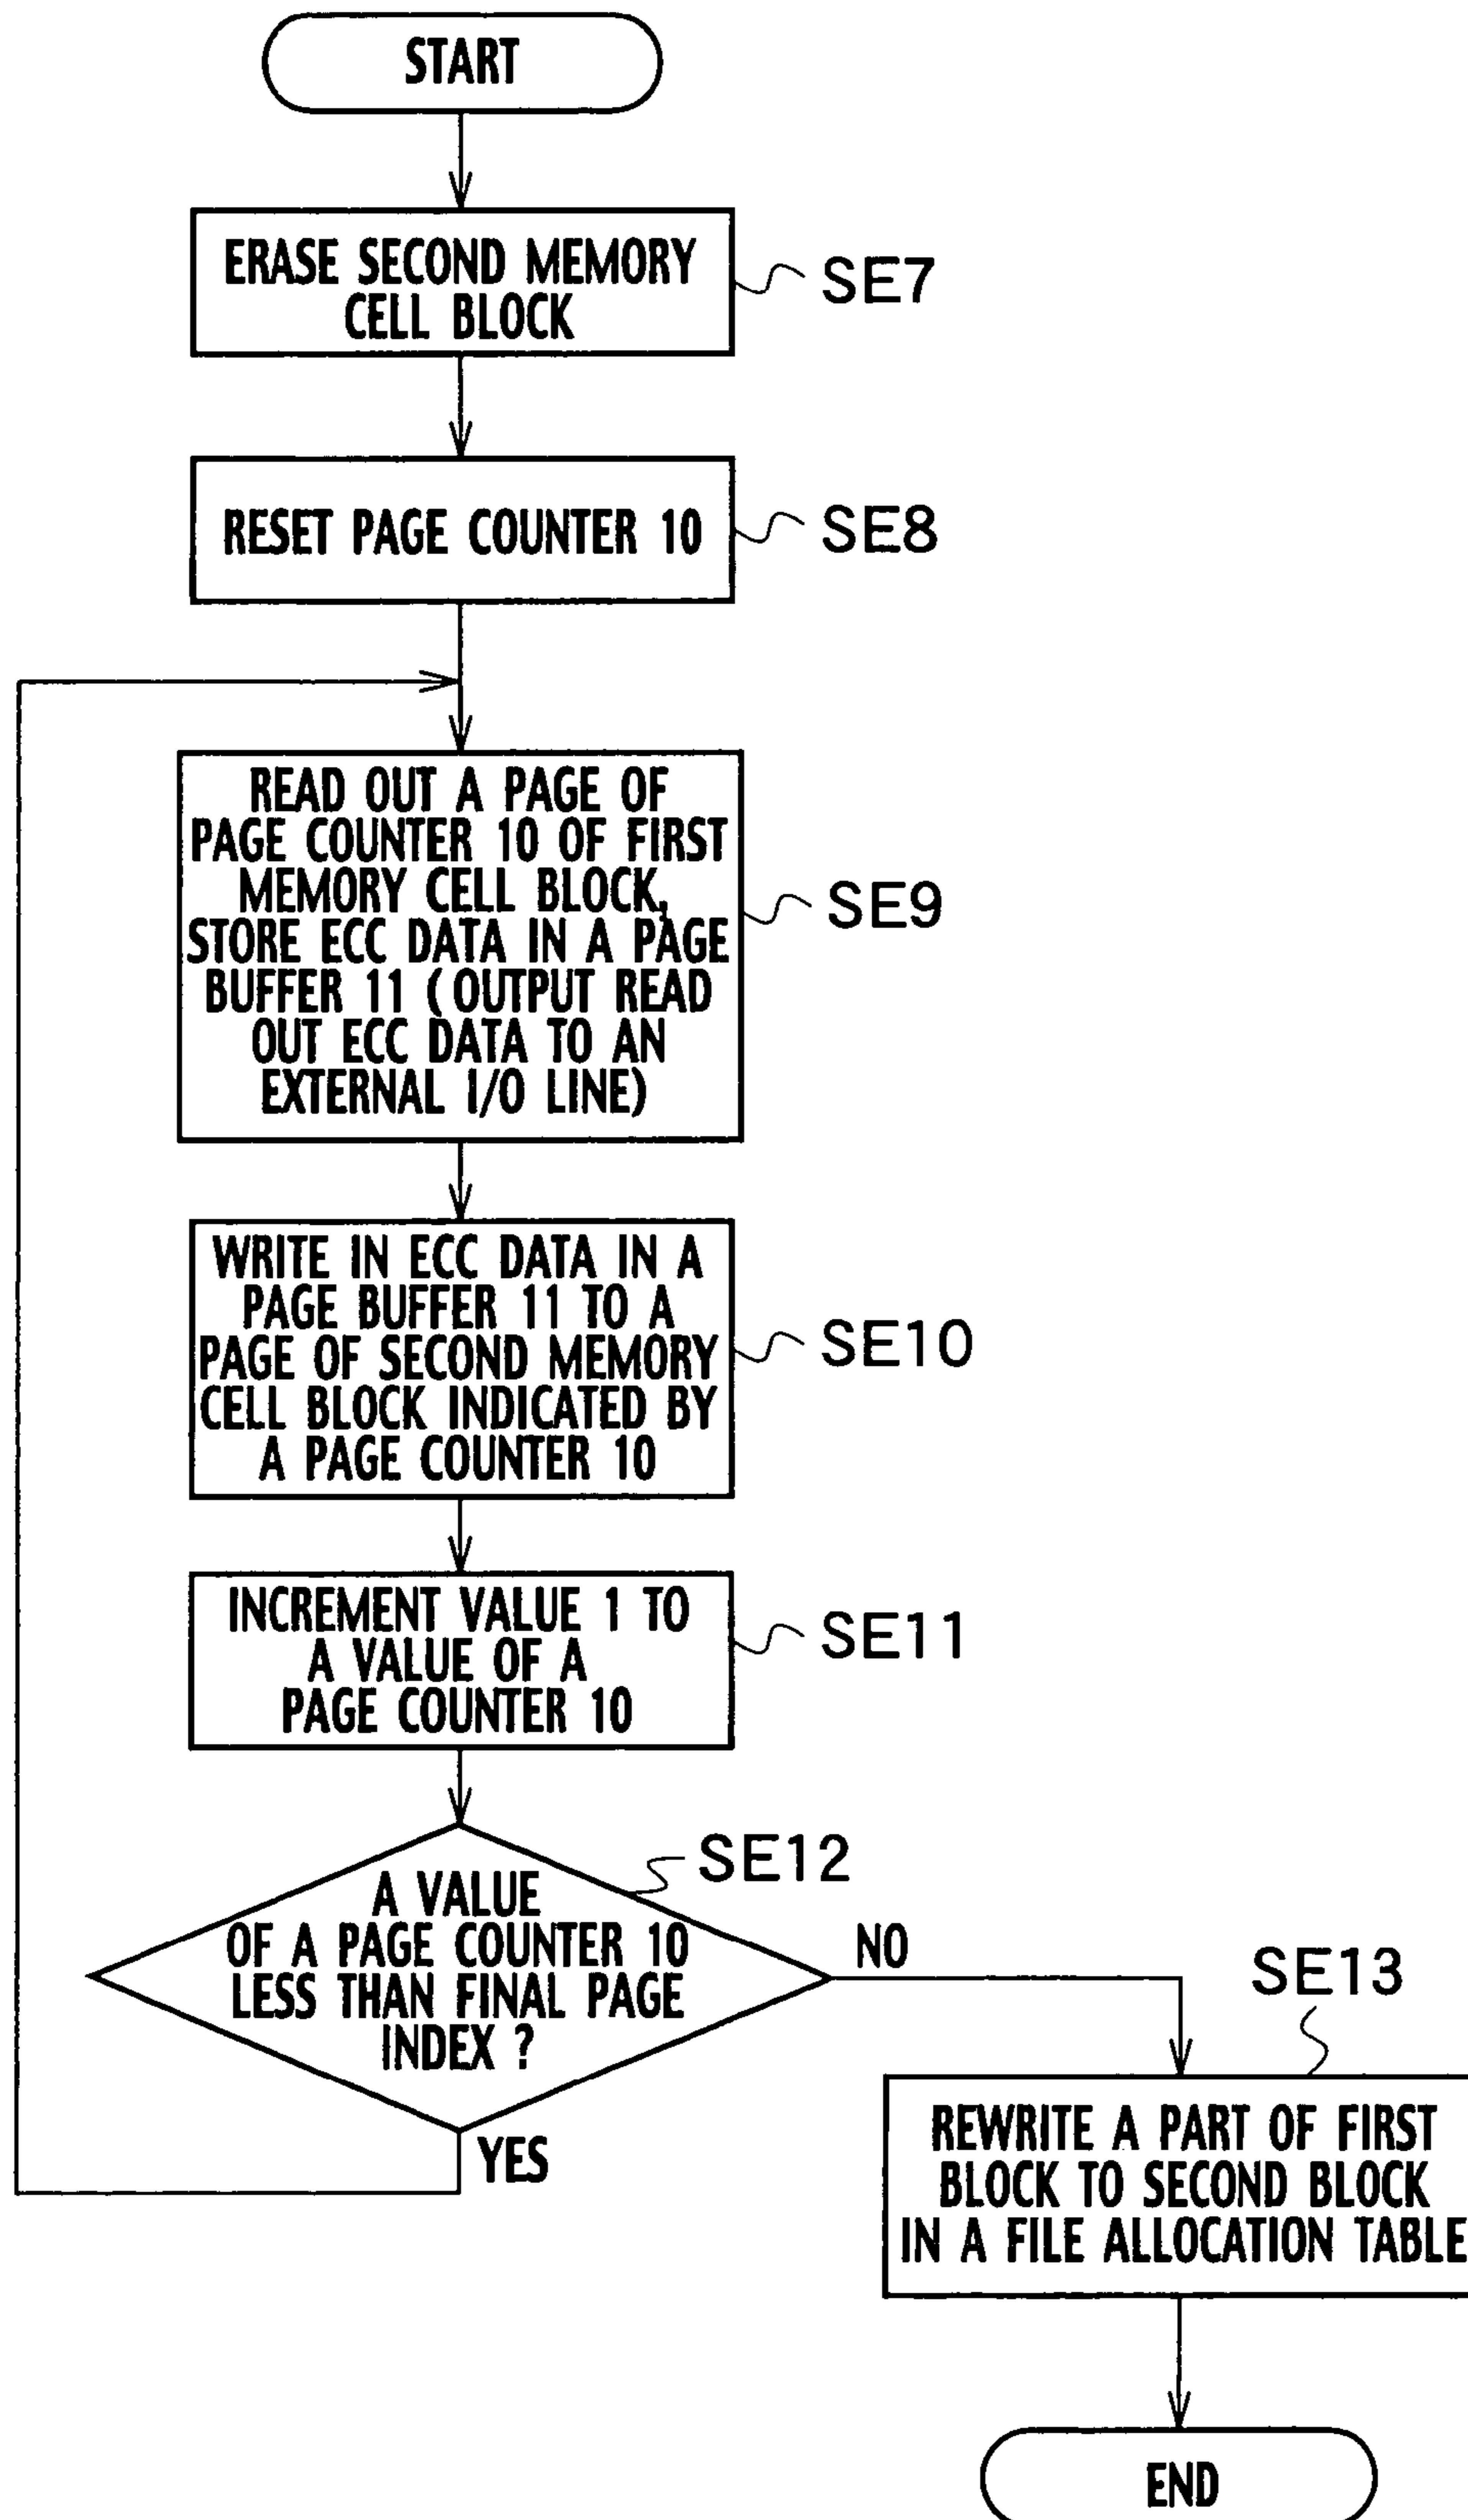 START
ERASE SECOND MEMORY
CELL BLOCK
SE7
RESET PAGE COUNTER 10
SE8
READ OUT A PAGE OF
PAGE COUNTER 10 OF FIRST
MEMORY CELL BLOCK,
STORE ECC DATA IN A PAGE
BUFFER 11 (OUTPUT READ
OUT ECC DATA TO AN
EXTERNAL I/O LINE)
SE9
WRITE IN ECC DATA IN A
PAGE BUFFER 11 TO A
PAGE OF SECOND MEMORY
CELL BLOCK INDICATED BY
A PAGE COUNTER 10
SE10
INCREMENT VALUE 1 TO
A VALUE OF A
PAGE COUNTER 10
SE11
SE12
A VALUE
OF A PAGE COUNTER 10
LESS THAN FINAL PAGE
INDEX ?
NO
YES
SE13
REWRITE A PART OF FIRST
BLOCK TO SECOND BLOCK
IN A FILE ALLOCATION TABLE
END